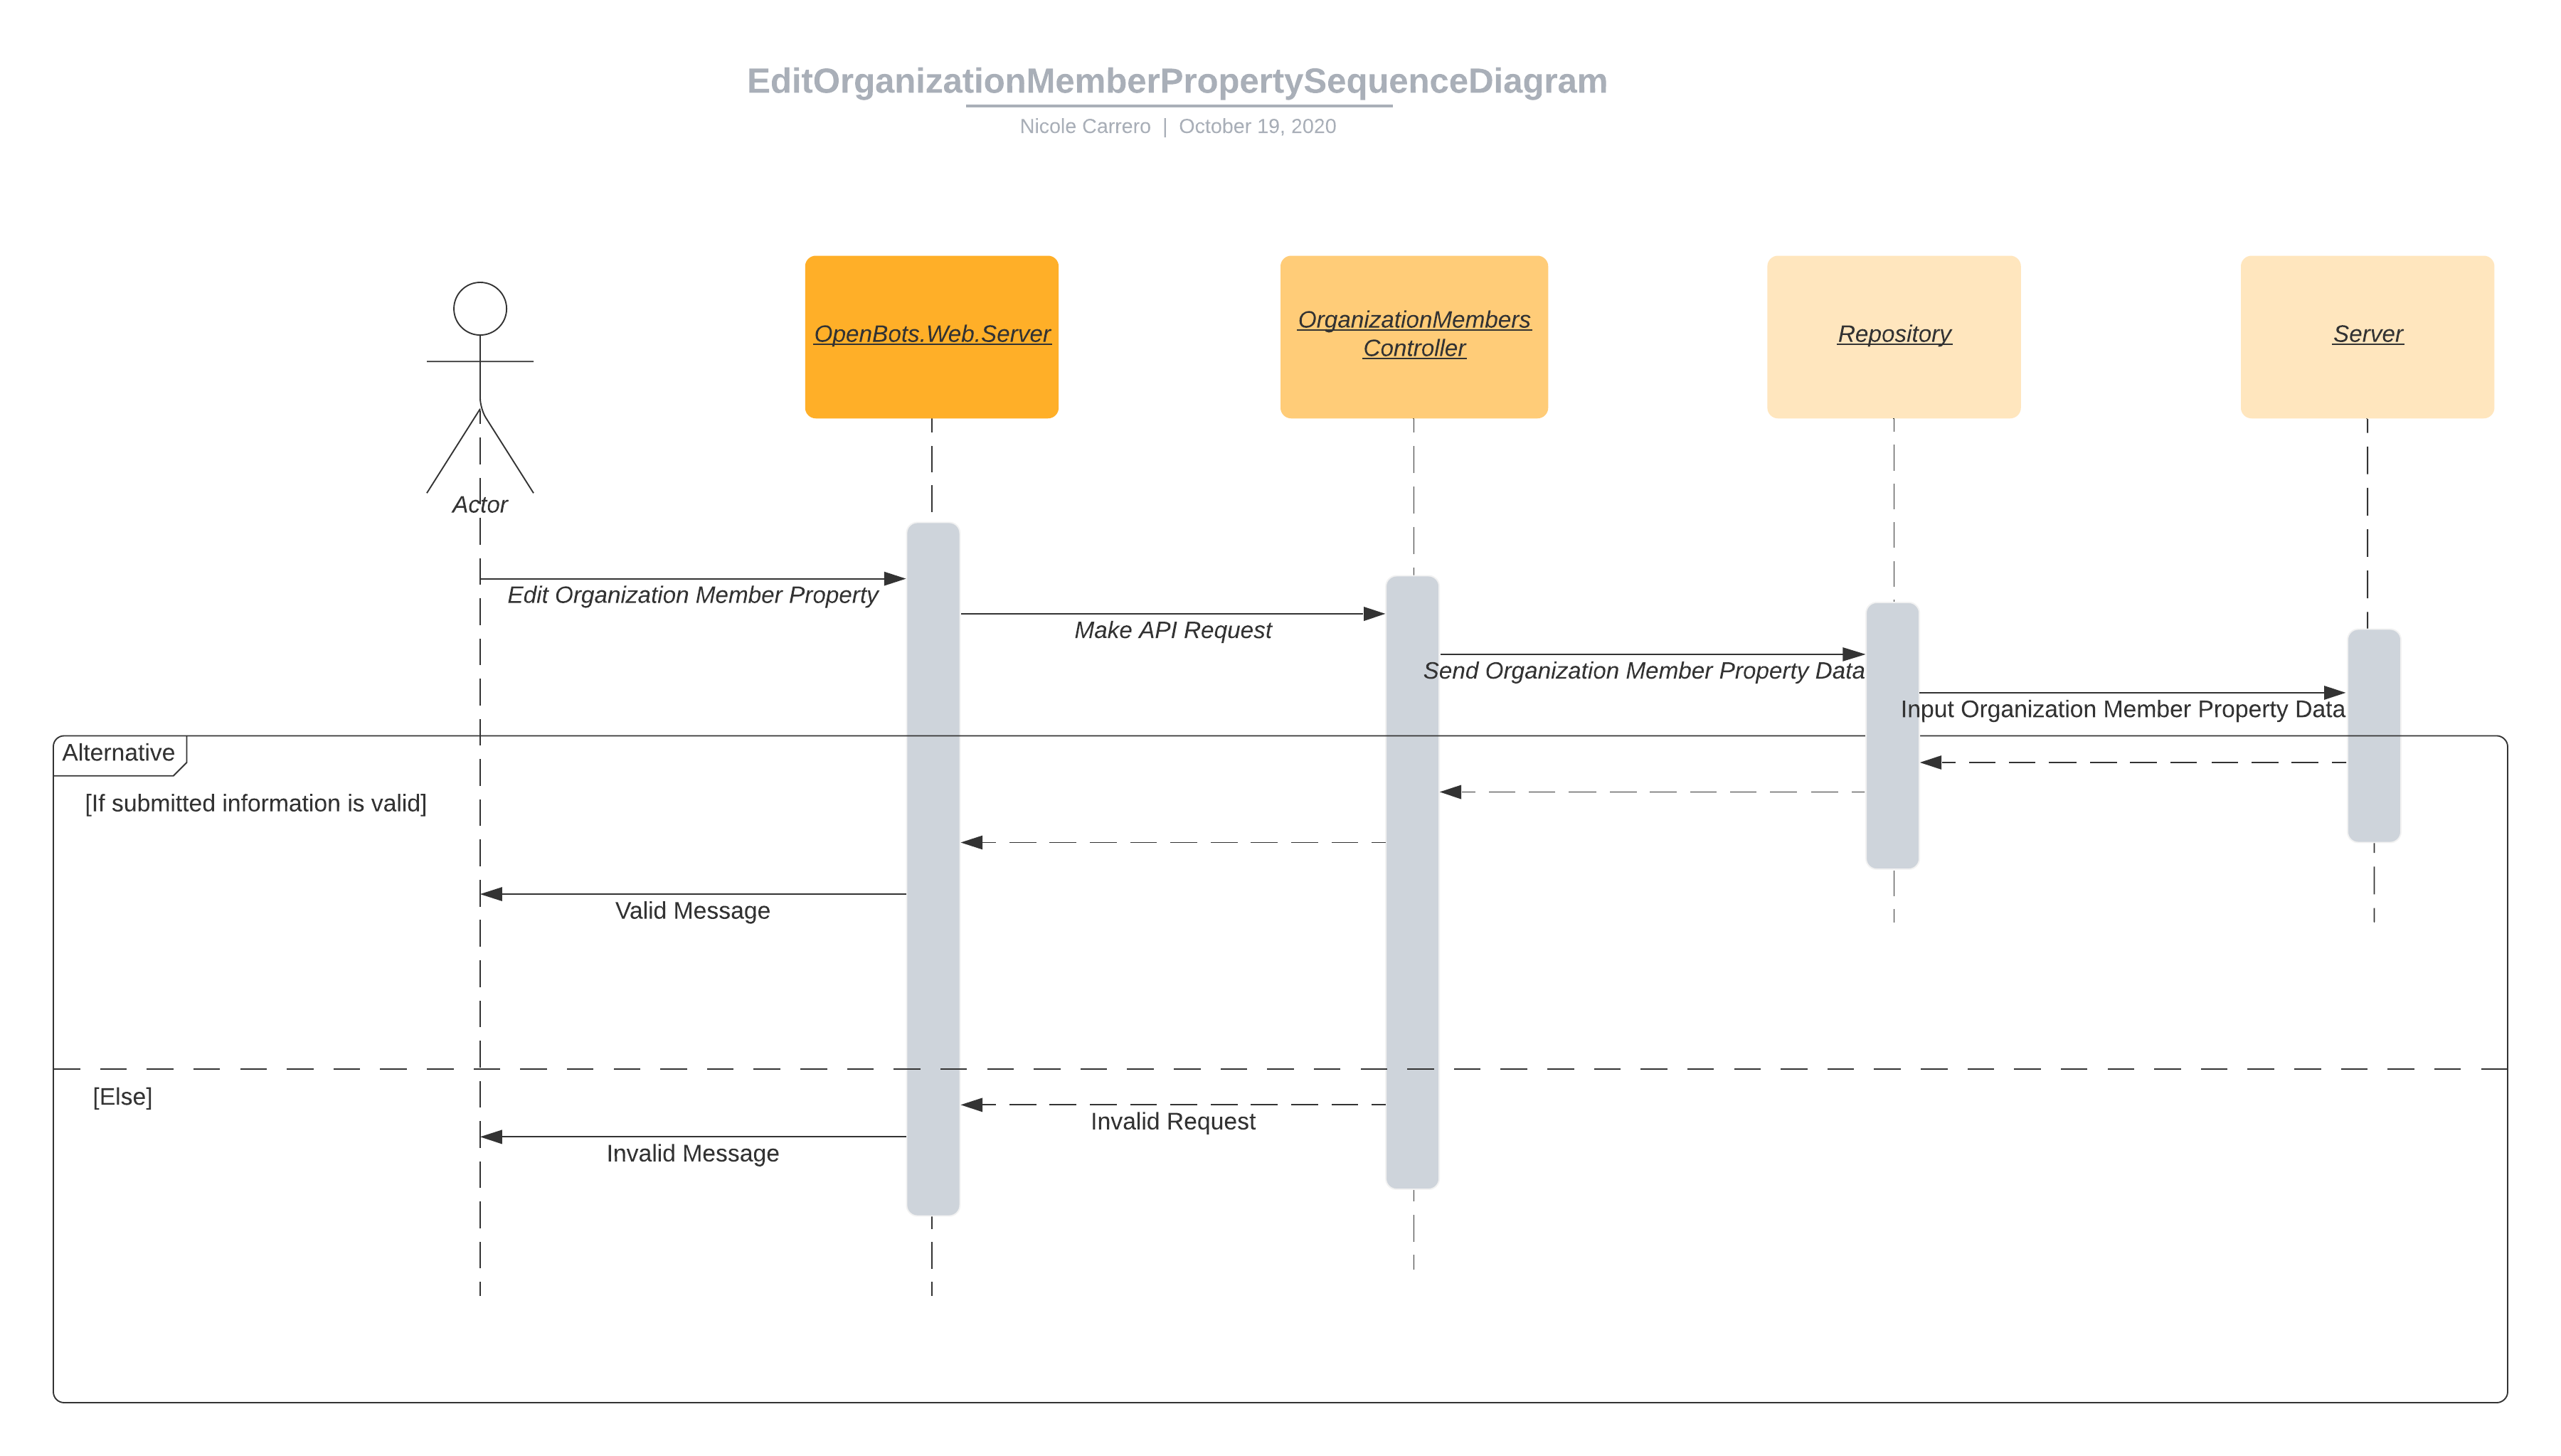 EditOrganizationMemberPropertySequenceDiagram
Nicole Carrero | October 19, 2020
OpenBots.Web.Server
OrganizationMembers
Controller
Repository
Server
Actor
Edit Organization Member Property
Make API Request
Send Organization Member Property Data
Input Organization Member Property Data
Alternative
[If submitted information is valid]
Valid Message
[Else]
Invalid Request
Invalid Message